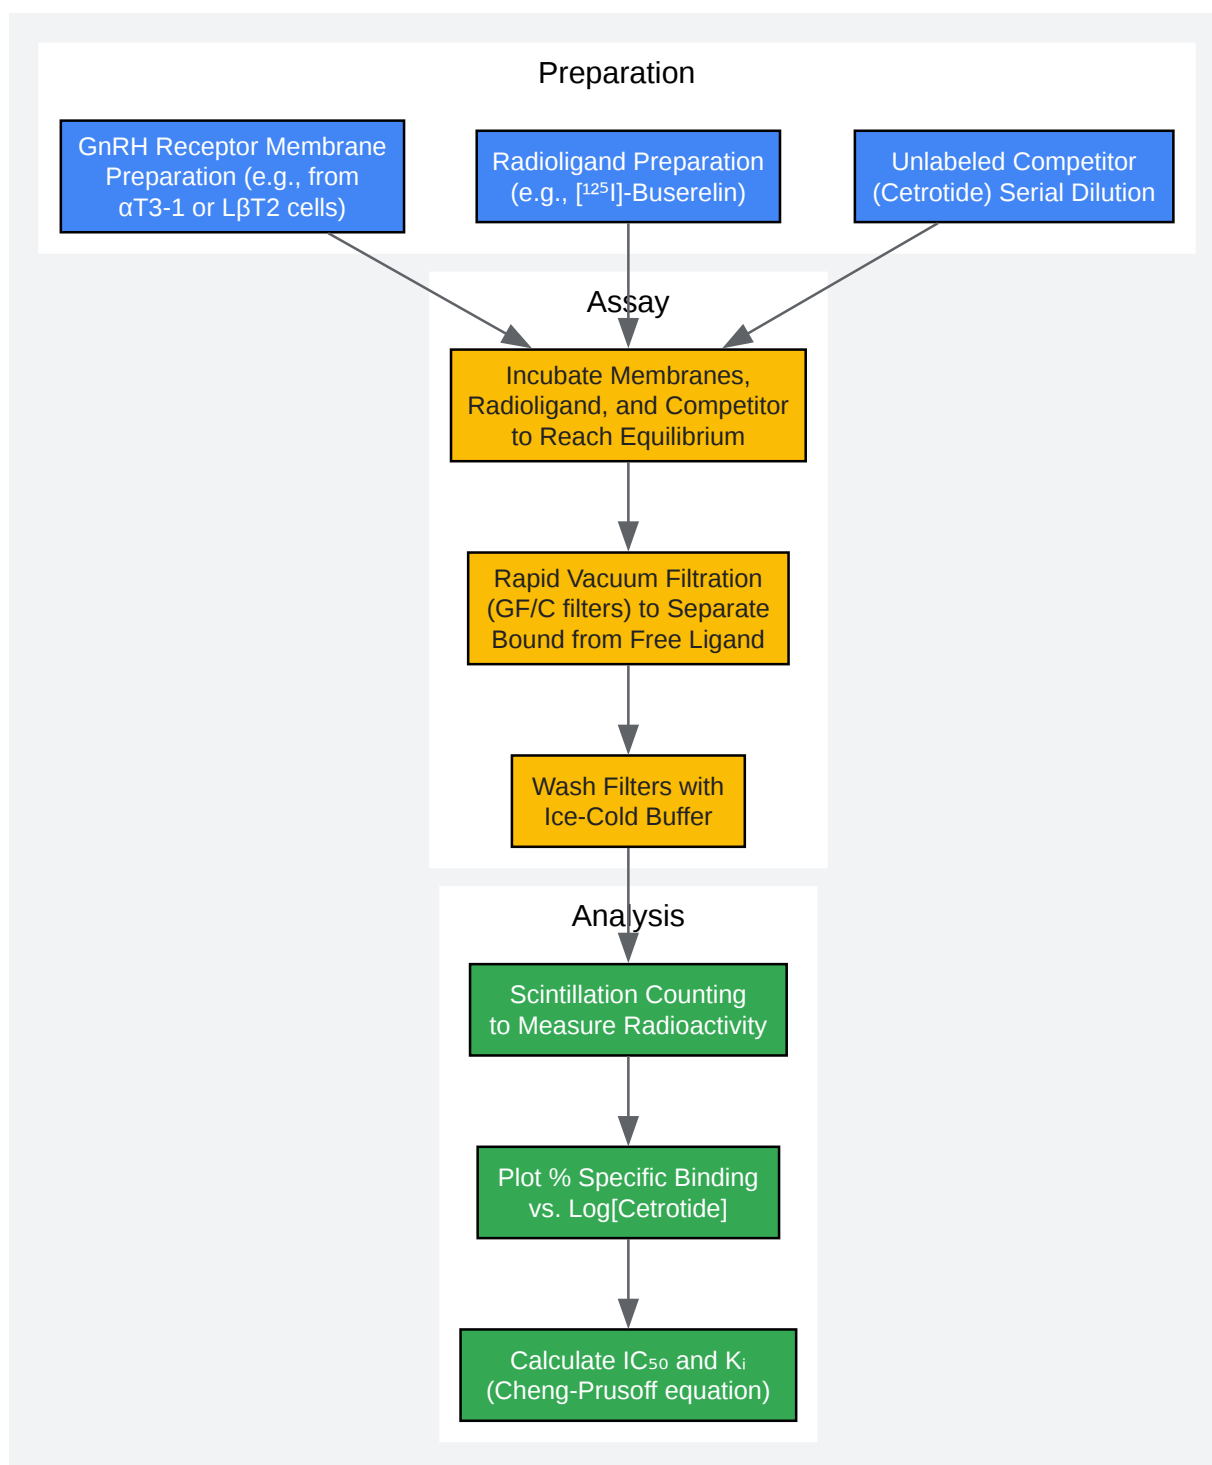 Preparation
GnRH Receptor Membrane
Preparation (e.g., from
αT3-1 or LβT2 cells)
Radioligand Preparation
(e.g., [¹²⁵I]-Buserelin)
Unlabeled Competitor
(Cetrotide) Serial Dilution
Assay
Incubate Membranes,
Radioligand, and Competitor
to Reach Equilibrium
Rapid Vacuum Filtration
(GF/C filters) to Separate
Bound from Free Ligand
Wash Filters with
Ice-Cold Buffer
Analysis
Scintillation Counting
to Measure Radioactivity
Plot % Specific Binding
vs. Log[Cetrotide]
Calculate IC₅₀ and Kᵢ
(Cheng-Prusoff equation)